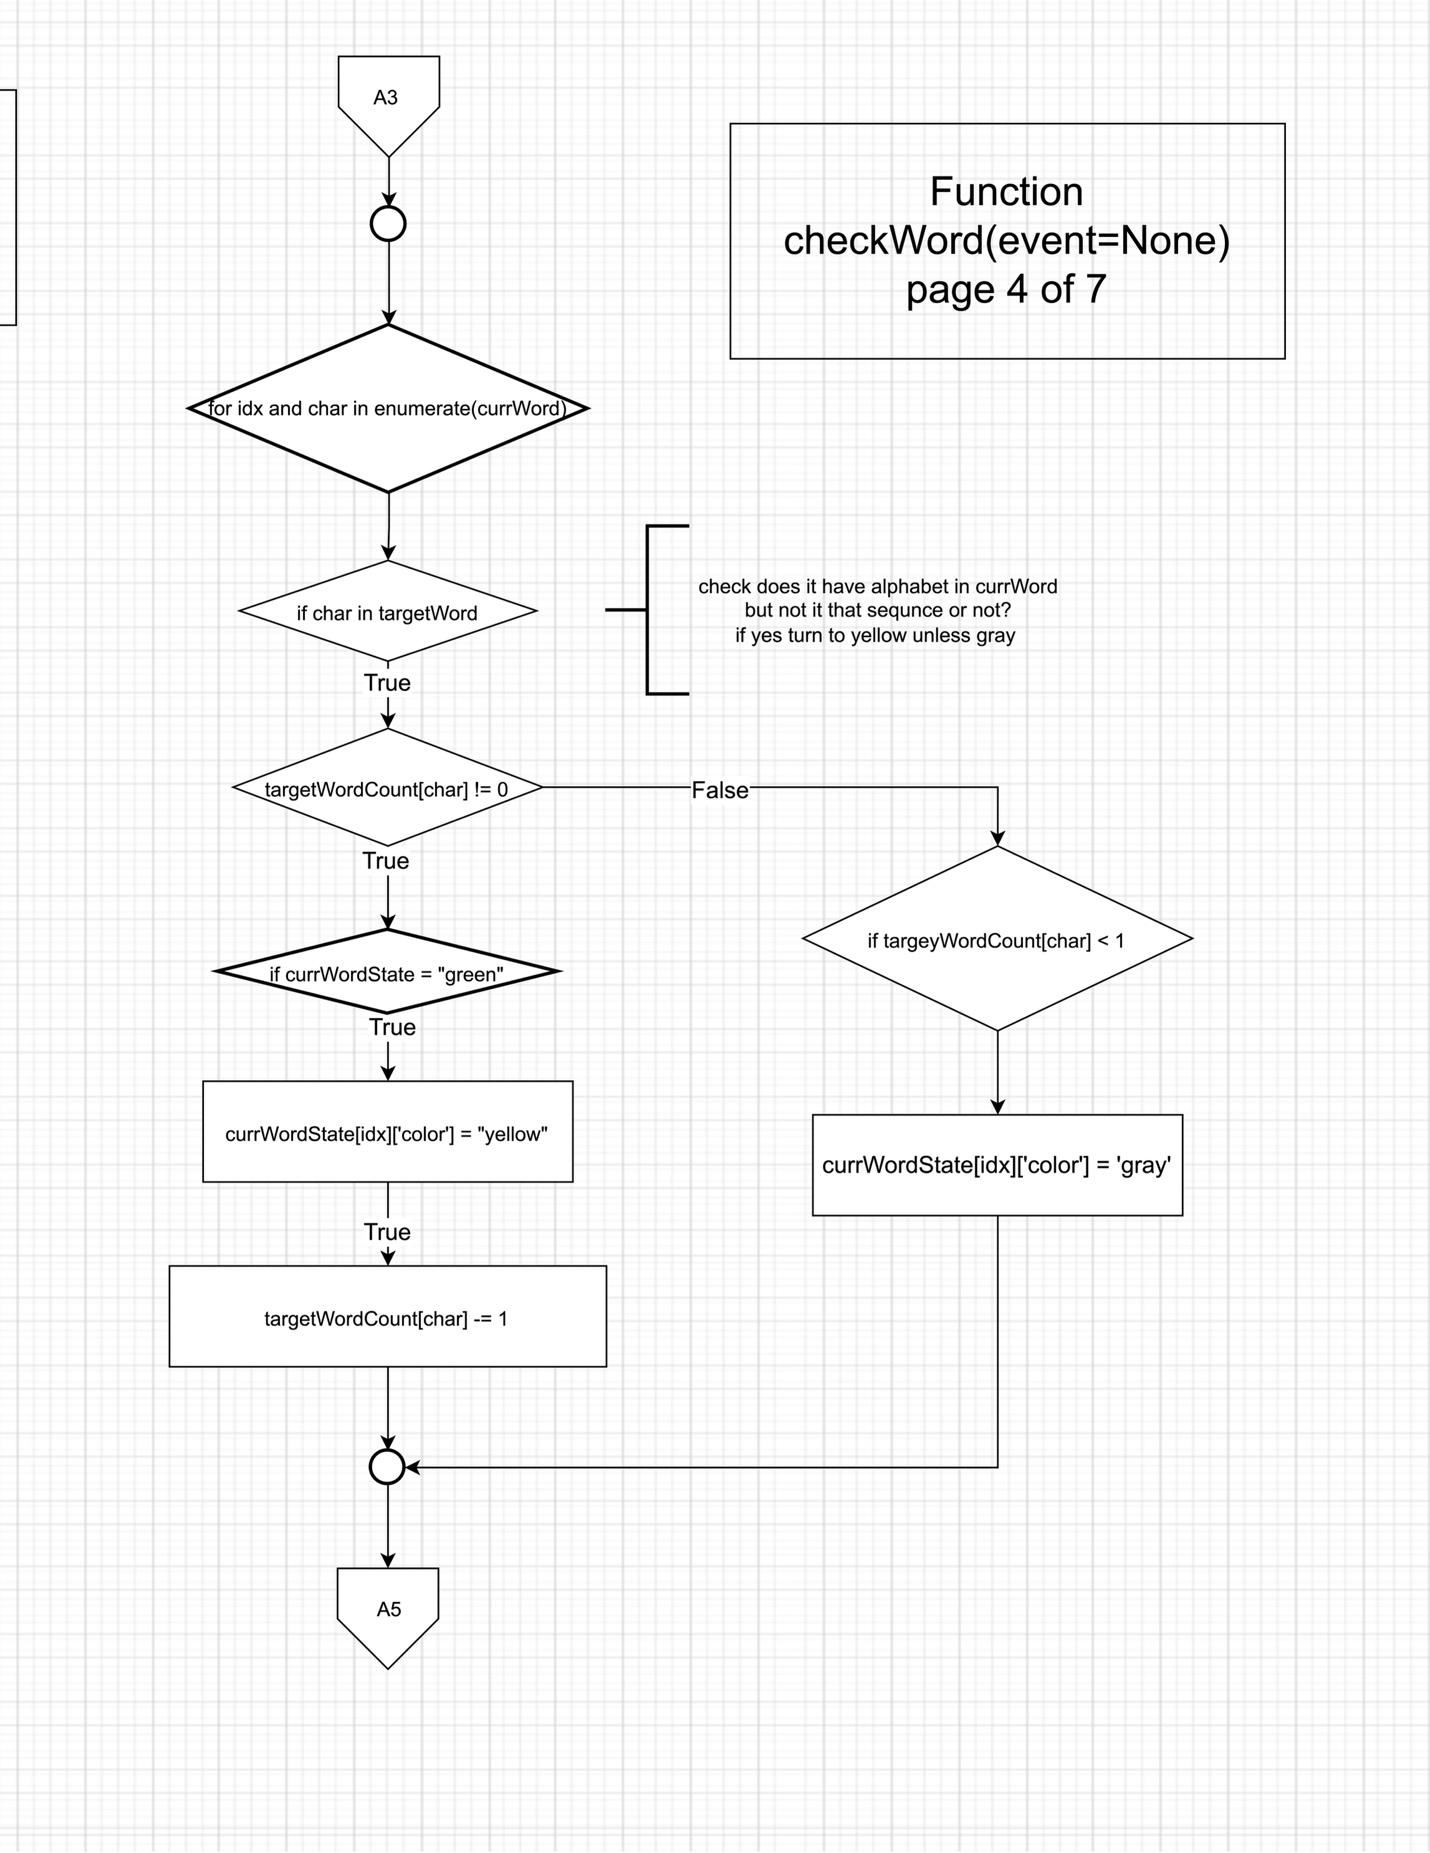 A3
Function
checkWord(event=None)
page 4 of 7
for idx and char in enumerate(currWord)
if char in targetWord
check does it have alphabet in currWord
but not it that sequnce or not?
if yes turn to yellow unless gray
True
targetWordCount[char] != 0
False
True
if targeyWordCount[char] < 1
if currWordState = "green"
True
currWordState[idx]['color'] = "yellow"
currWordState[idx]['color'] = 'gray'
True
targetWordCount[char] -= 1
A5